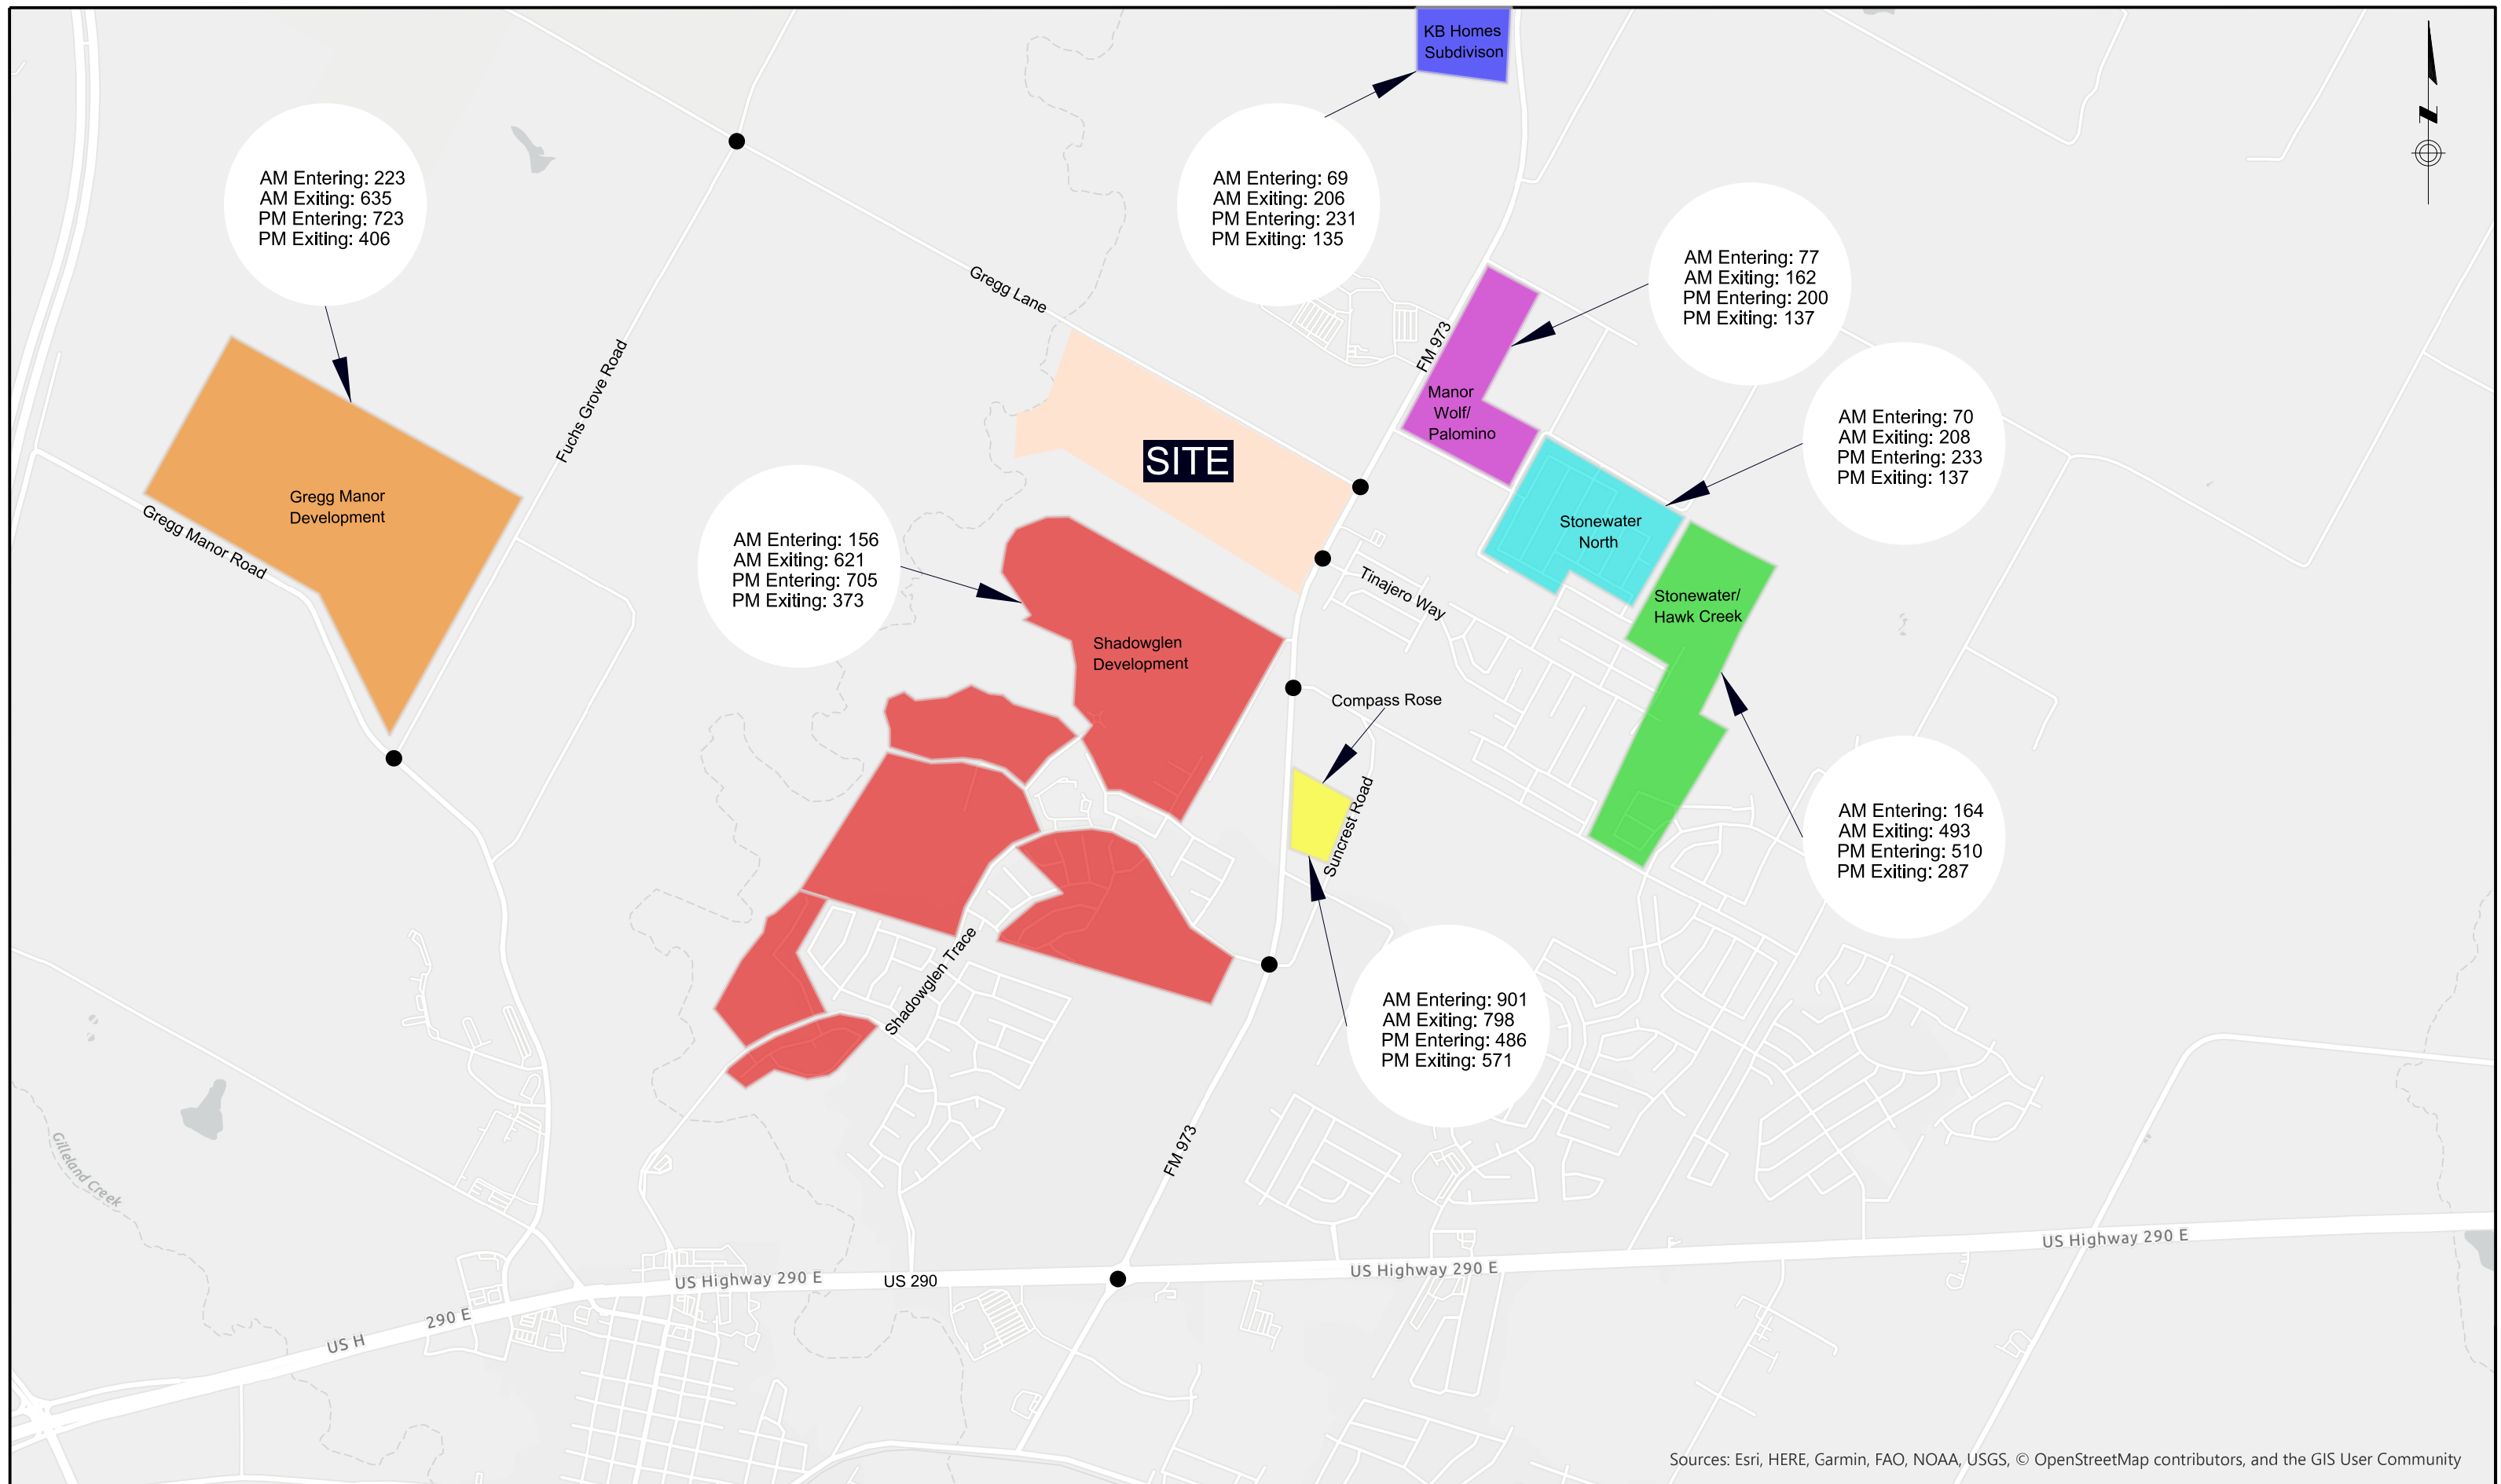 KB Homes
Subdivison
N
AM Entering: 223
AM Exiting: 635
PM Entering: 723
PM Exiting: 406
AM Entering: 69
AM Exiting: 206
PM Entering: 231
PM Exiting: 135
AM Entering: 77
AM Exiting: 162
PM Entering: 200
PM Exiting: 137
Gregg Lane
FM 973
Fuchs Grove Road
Manor
Wolf/
Palomino
AM Entering: 70
AM Exiting: 208
PM Entering: 233
PM Exiting: 137
SITE
Gregg Manor
Development
Gregg Manor Road
Stonewater
North
AM Entering: 156
AM Exiting: 621
PM Entering: 705
PM Exiting: 373
Tinajero Way
Stonewater/
Hawk Creek
Shadowglen
Development
Compass Rose
Suncrest Road
AM Entering: 164
AM Exiting: 493
PM Entering: 510
PM Exiting: 287
Shadowglen Trace
AM Entering: 901
AM Exiting: 798
PM Entering: 486
PM Exiting: 571
FM 973
Gilleland Creek
US Highway 290 E
US Highway 290 E
US 290
US Highway 290 E
US H
290 E
Sources: Esri, HERE, Garmin, FAO, NOAA, USGS, © OpenStreetMap contributors, and the GIS User Community